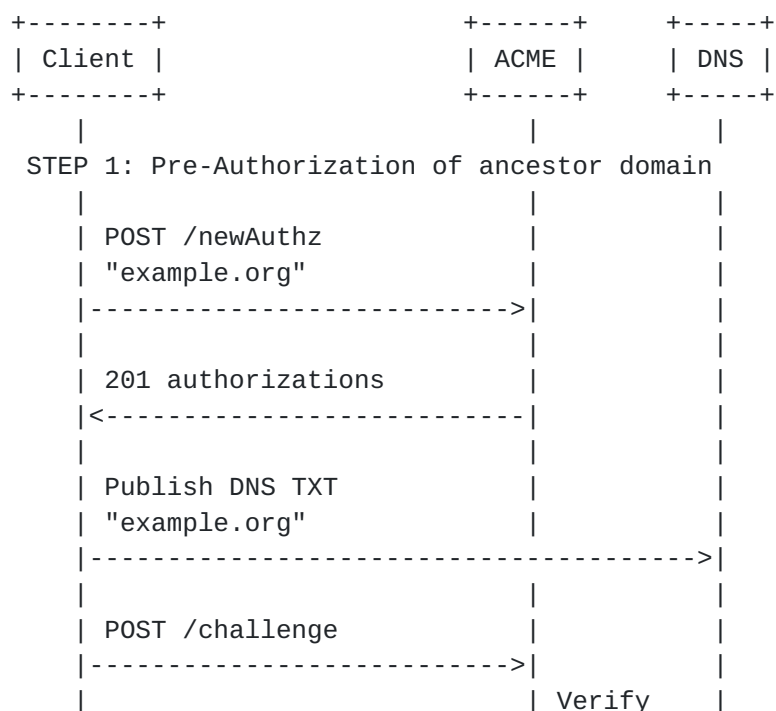 +--------+                   +------+     +-----+
| Client |                   | ACME |     | DNS |
+--------+                   +------+     +-----+
    |                            |           |
 STEP 1: Pre-Authorization of ancestor domain
    |                            |           |
    | POST /newAuthz             |           |
    | "example.org"              |           |
    |--------------------------->|           |
    |                            |           |
    | 201 authorizations         |           |
    |<---------------------------|           |
    |                            |           |
    | Publish DNS TXT            |           |
    | "example.org"              |           |
    |--------------------------------------->|
    |                            |           |
    | POST /challenge            |           |
    |--------------------------->|           |
    |                            | Verify    |